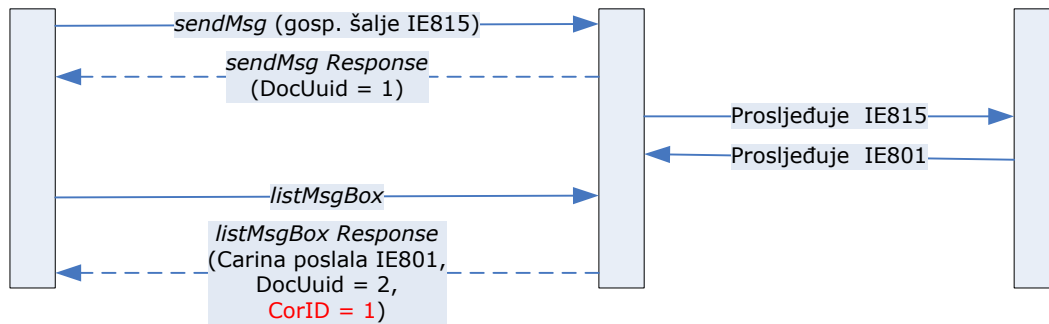 sendMsg (gosp. šalje IE815)
sendMsg Response
(DocUuid = 1)
Prosljeđuje  IE815
Prosljeđuje  IE801
listMsgBox
listMsgBox Response
(Carina poslala IE801,
DocUuid = 2,
CorID = 1)